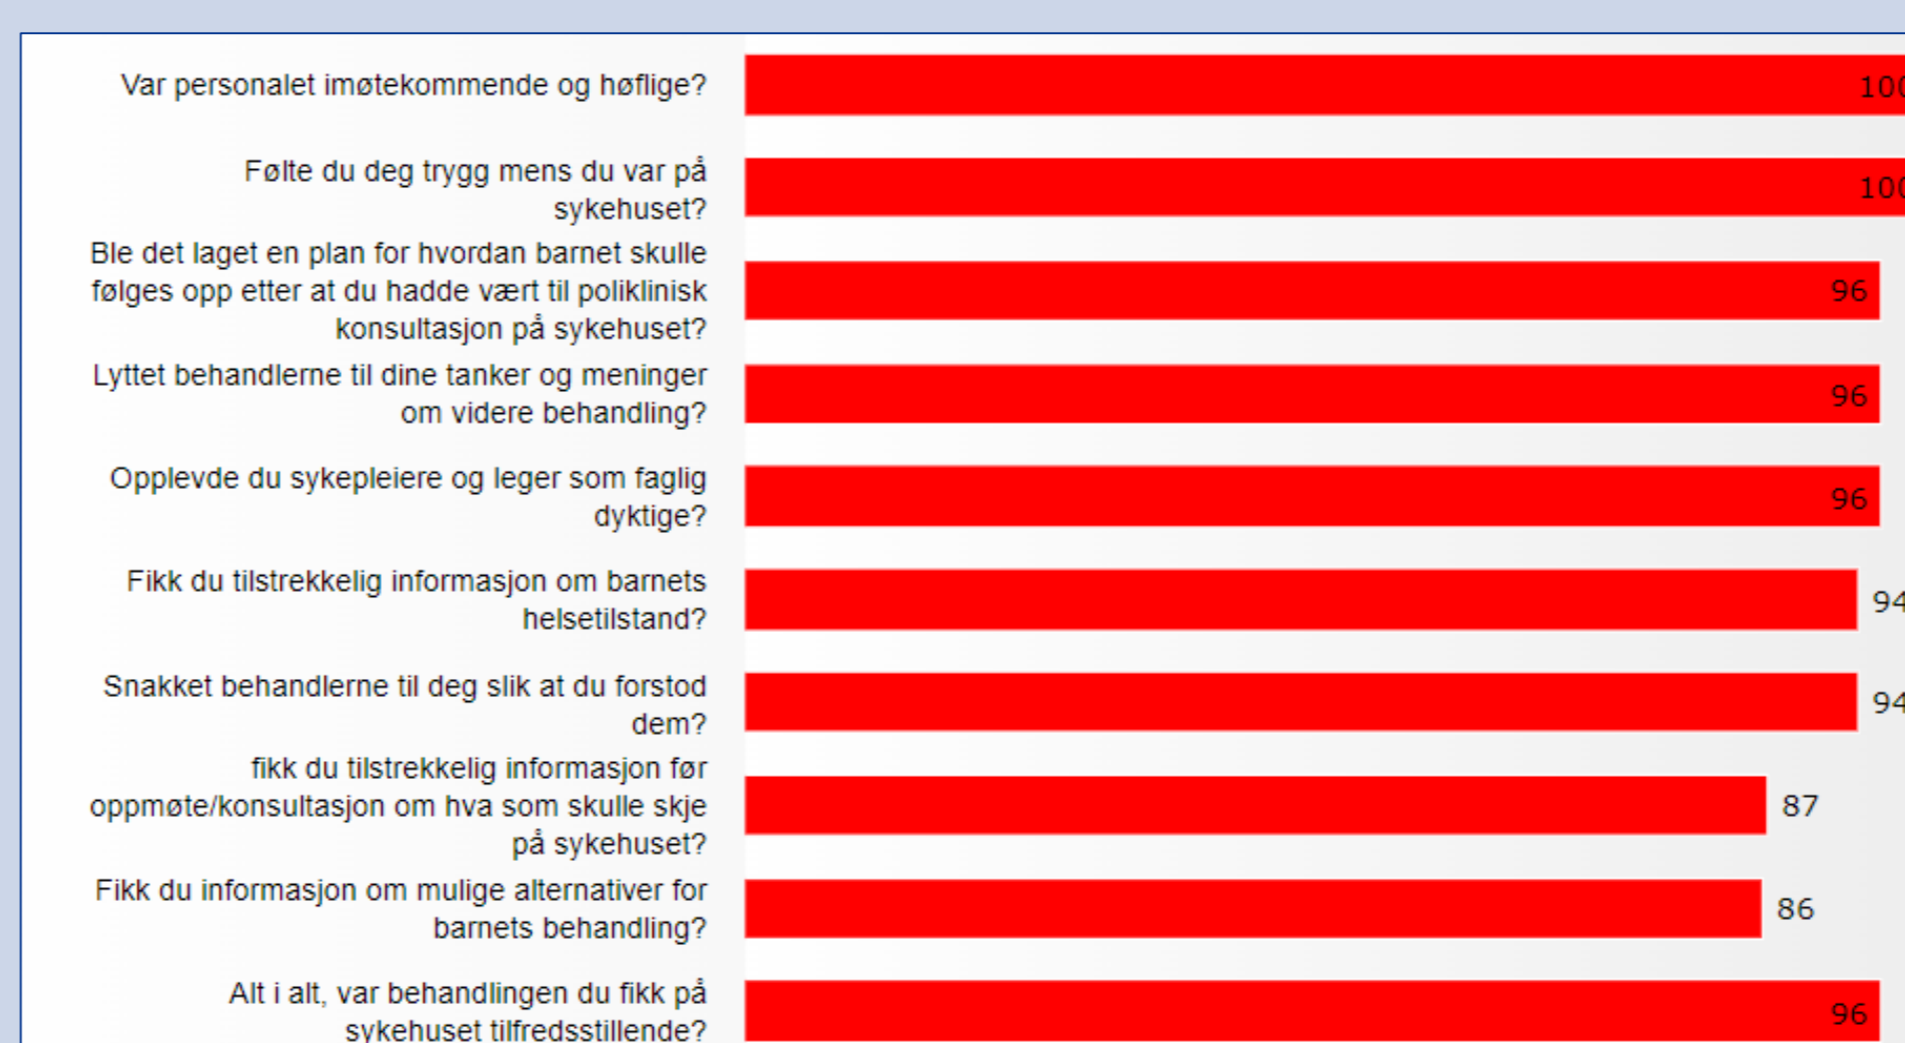 Var personalet imøtekommende og høflige?
100
Følte du deg trygg mens du var på
sykehuset?
100
Ble det laget en plan for hvordan barnet skulle
følges opp etter at du hadde vært til poliklinisk
konsultasjon på sykehuset?
96
Lyttet behandlerne til dine tanker og meninger
om videre behandling?
96
Opplevde du sykepleiere og leger som faglig
dyktige?
96
Fikk du tilstrekkelig informasjon om barnets
helsetilstand?
94
Snakket behandlerne til deg slik at du forstod
dem?
94
fikk du tilstrekkelig informasjon før
oppmøte/konsultasjon om hva som skulle skje
på sykehuset?
87
Fikk du informasjon om mulige alternativer for
barnets behandling?
86
Alt i alt, var behandlingen du fikk på
sykehuset tilfredsstillende?
96